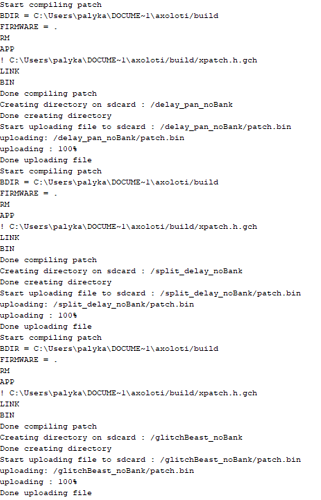 Start compiling patch
BDIR = C:\Users\palyka\DOCUME~1\axoloti/build
FIRMWARE = .
RM
APP
! C:\Users\palyka\DOCUME~1\axoloti/build/xpatch.h.gch
LINK
BIN
Done compiling patch
Creating directory on sdcard : /delay_pan_noBank
Done creating directory
Start uploading file to sdcard : /delay_pan_noBank/patch.bin
uploading: /delay_pan_noBank/patch.bin
uploading : 100%
Done uploading file
Start compiling patch
BDIR = C:\Users\palyka\DOCUME~1\axoloti/build
FIRMWARE = .
RM
APP
! C:\Users\palyka\DOCUME~1\axoloti/build/xpatch.h.gch
LINK
BIN
Done compiling patch
Creating directory on sdcard : /split_delay_noBank
Done creating directory
Start uploading file to sdcard : /split_delay_noBank/patch.bin
uploading: /split_delay_noBank/patch.bin
uploading : 100%
Done uploading file
Start compiling patch
BDIR = C:\Users\palyka\DOCUME~1\axoloti/build
FIRMWARE = .
RM
APP
! C:\Users\palyka\DOCUME~1\axoloti/build/xpatch.h.gch
LINK
BIN
Done compiling patch
Creating directory on sdcard : /glitchBeast_noBank
Done creating directory
Start uploading file to sdcard : /glitchBeast_noBank/patch.bin
uploading: /glitchBeast_noBank/patch.bin
uploading : 100%
Done uploading file